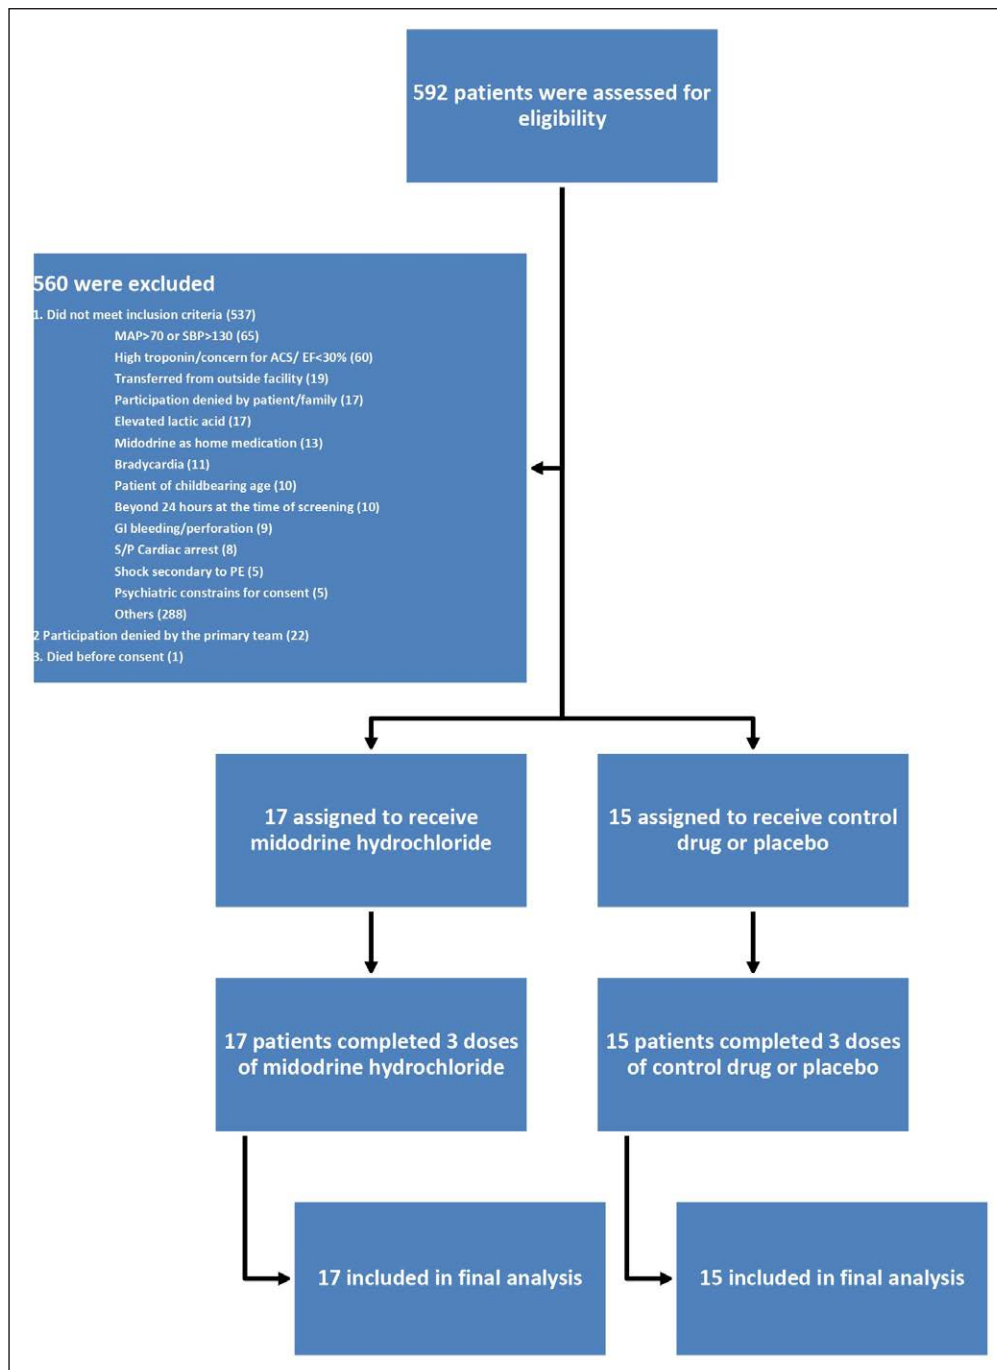 592 patients were assessed for
eligibility
560 were excluded
1. Did not meet inclusion criteria (537)
MAP>70 or SBP>130 (65)
High troponin/concern for ACS/ EF<30% (60)
Transferred from outside facility (19)
Participation denied by patient/family (17)
Elevated lactic acid (17)
Midodrine as home medication (13)
Bradycardia (11)
Patient of childbearing age (10)
Beyond 24 hours at the time of screening (10)
GI bleeding/perforation (9)
S/P Cardiac arrest (8)
Shock secondary to PE (5)
Psychiatric constrains for consent (5)
Others (288)
2 Participation denied by the primary team (22)
3. Died before consent (1)
17 assigned to receive
midodrine hydrochloride
15 assigned to receive control
drug or placebo
17 patients completed 3 doses
of midodrine hydrochloride
15 patients completed 3 doses
of control drug or placebo
17 included in final analysis
15 included in final analysis